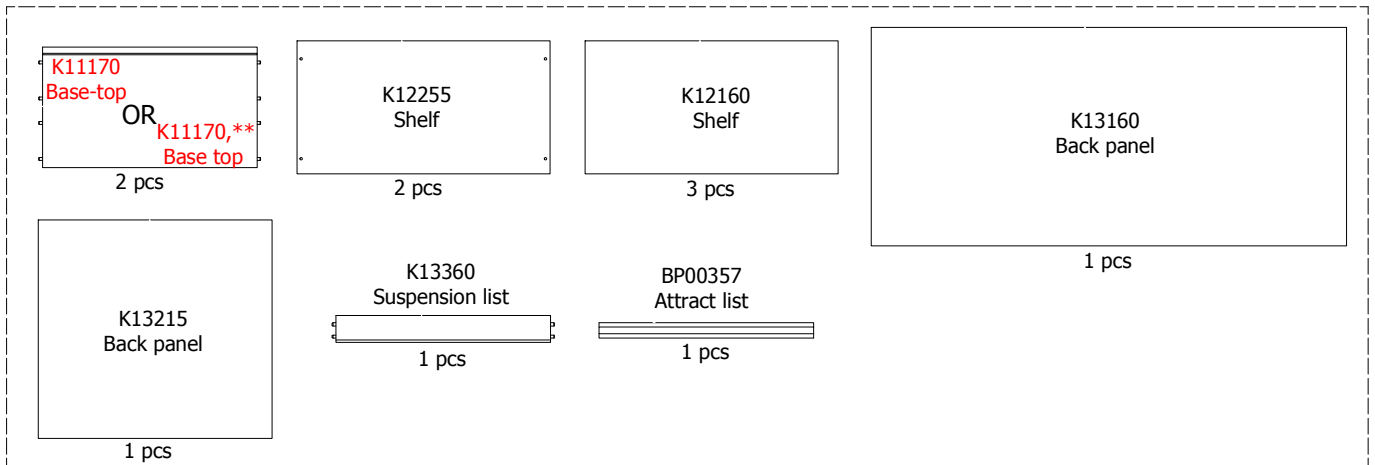 K11170
Base-top
OR
K11170,**
Base top
2 pcs
K12255
Shelf
2 pcs
K12160
Shelf
3 pcs
K13160
Back panel
1 pcs
K13215
Back panel
1 pcs
K13360
Suspension list
1 pcs
BP00357
Attract list
1 pcs